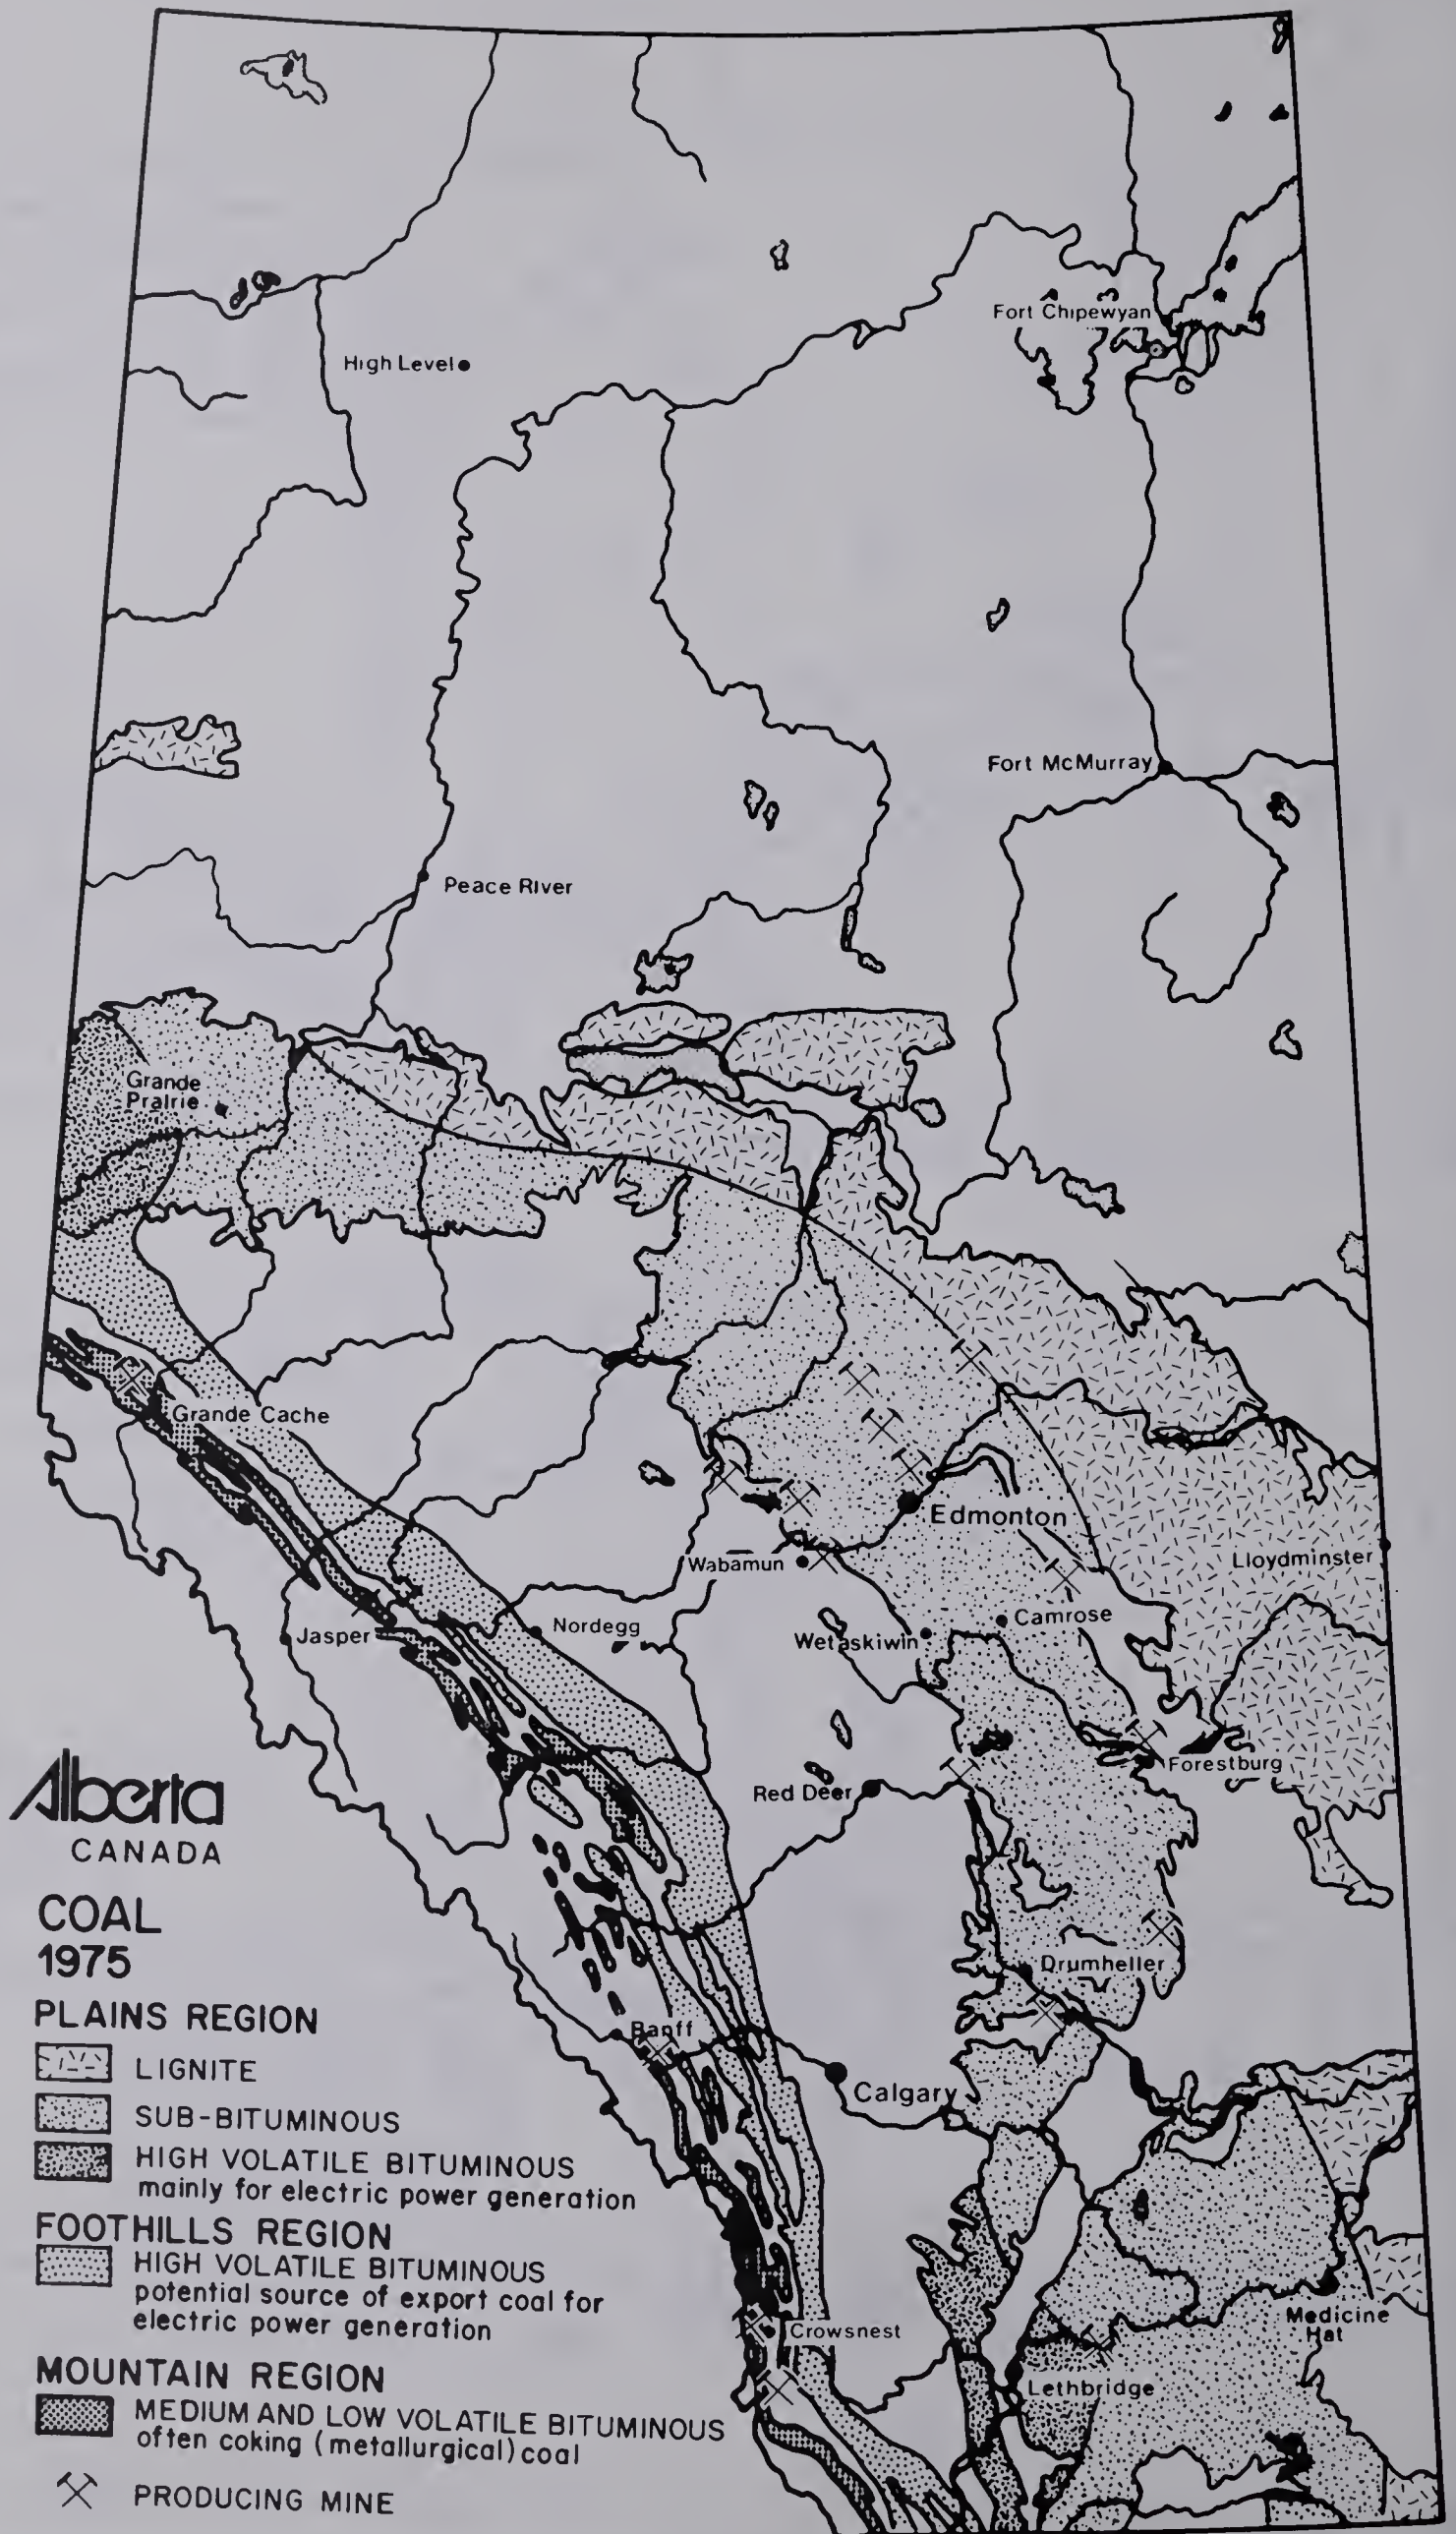 High Level
Fort Chipewyan
Fort McMurray
Peace River
Grande
Prairie
Grande Cache
Edmonton
Lloydminster
Wabamun
Camrose
Nordegg
Jasper
Wetaskiwin
Forestburg
Red Deer
Drumheller
Banff
Calgary
Medicine
Hat
Crowsnest
Lethbridge
Alberta
CANADA
COAL
1975
PLAINS REGION
LIGNITE
SUB-BITUMINOUS
HIGH VOLATILE BITUMINOUS
mainly for electric power generation
FOOTHILLS REGION
HIGH VOLATILE BITUMINOUS
potential source of export coal for
electric power generation
MOUNTAIN REGION
MEDIUM AND LOW VOLATILE BITUMINOUS
often coking (metallurgical) coal
PRODUCING MINE